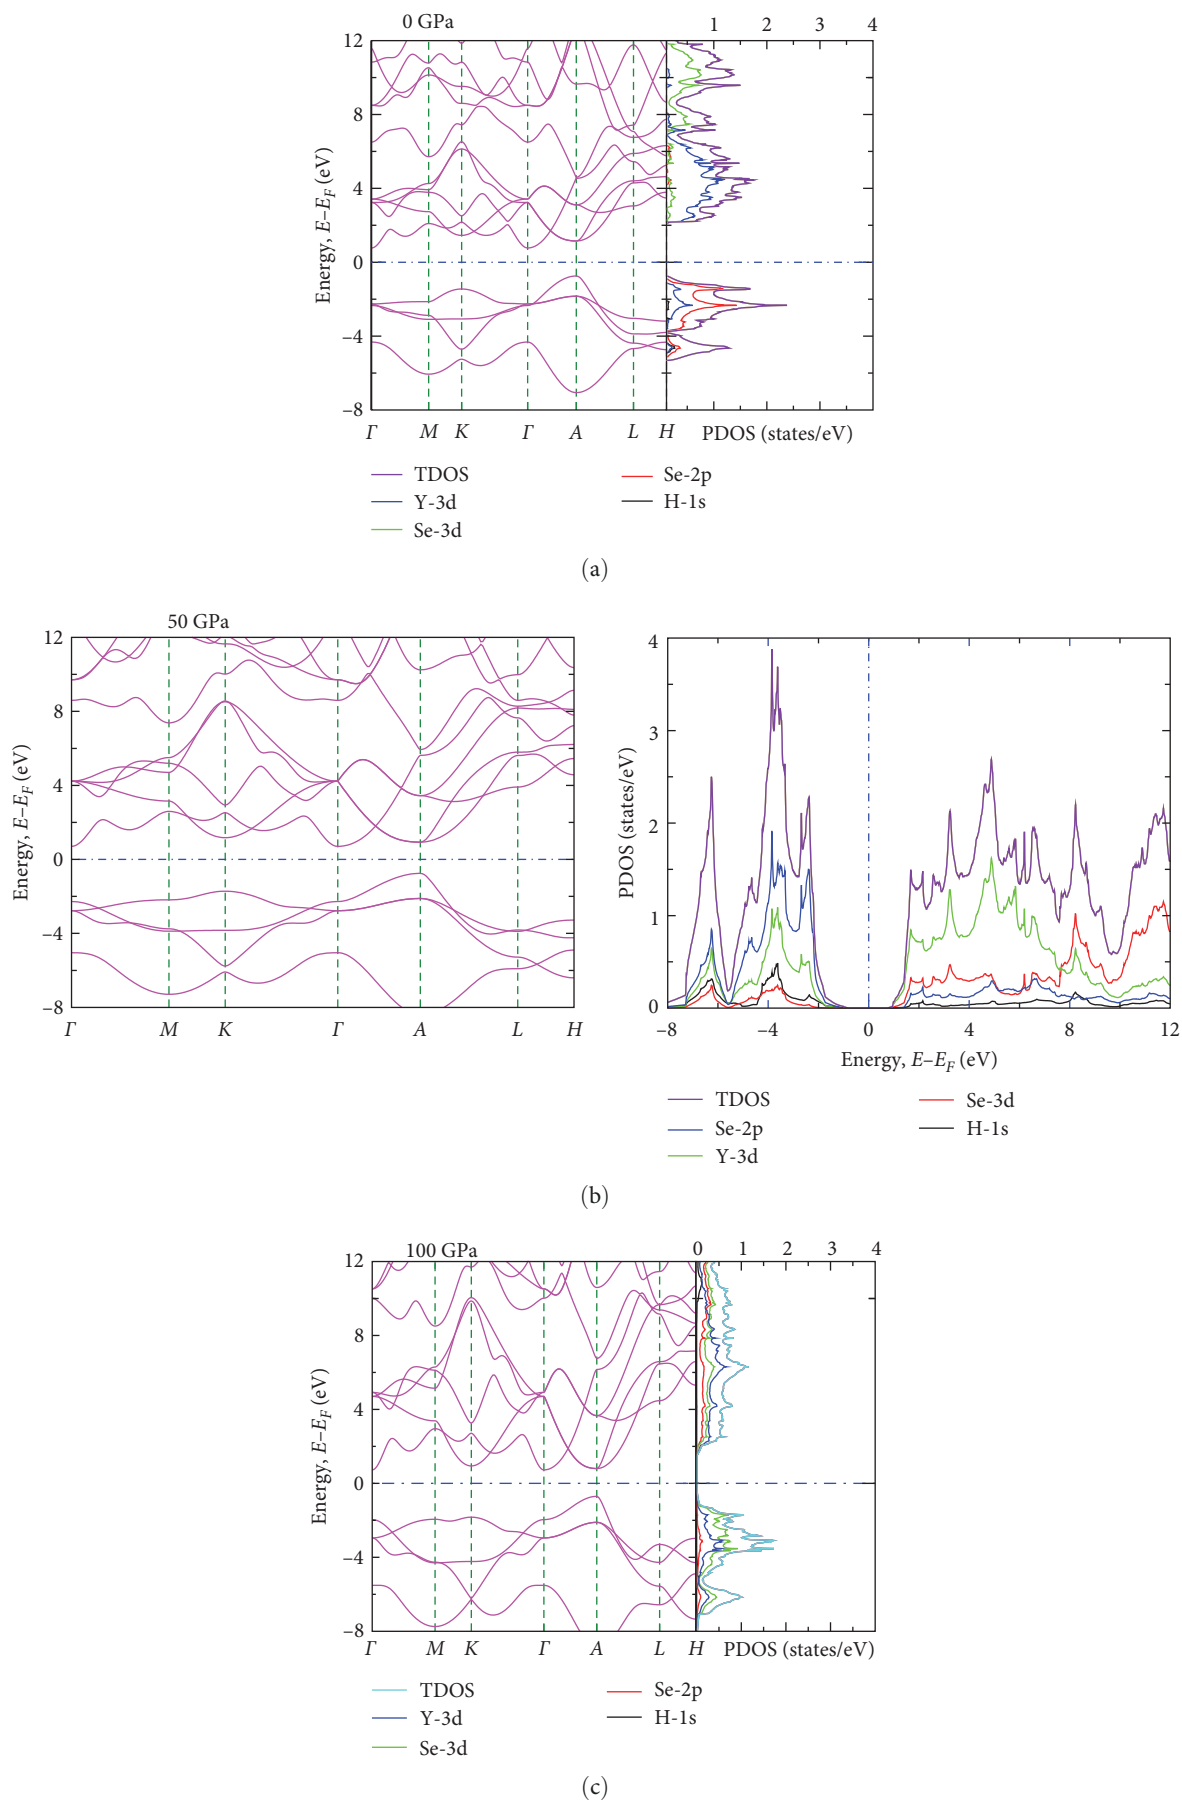 0 GPa
1 2 3 4
12
8
4
0
−4
−8
Energy, E–E_F (eV)
Γ M K Γ A L H PDOS (states/eV)
TDOS Se-2p
Y-3d H-1s
Se-3d
(a)
50 GPa
12
8
4
0
−4
−8
Energy, E–E_F (eV)
Γ M K Γ A L H
4
3
2
1
0
PDOS (states/eV)
−8 −4 0 4 8 12
Energy, E–E_F (eV)
TDOS Se-3d
Se-2p H-1s
Y-3d
(b)
100 GPa 0 1 2 3 4
12
8
4
0
−4
−8
Energy, E–E_F (eV)
Γ M K Γ A L H PDOS (states/eV)
TDOS Se-2p
Y-3d H-1s
Se-3d
(c)